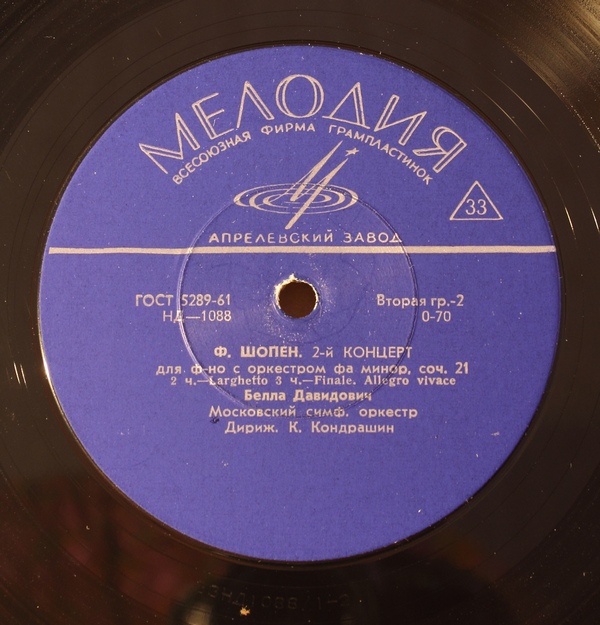 МЕЛОДИЯ
ВСЕСОЮЗНАЯ ФИРМА ГРАМПЛАСТИНОК
33
АПРЕЛЕВСКИЙ ЗАВОД
ГОСТ 5289-61 Вторая гр.-2
НД—1088 0-70
Ф. ШОПЕН. 2-й КОНЦЕРТ
для ф-но с оркестром фа минор, соч. 21
2 ч.—Larghetto 3 ч.—Finale. Allegro vivace
Белла Давидович
Московский симф. оркестр
Дириж. К. Кондрашин